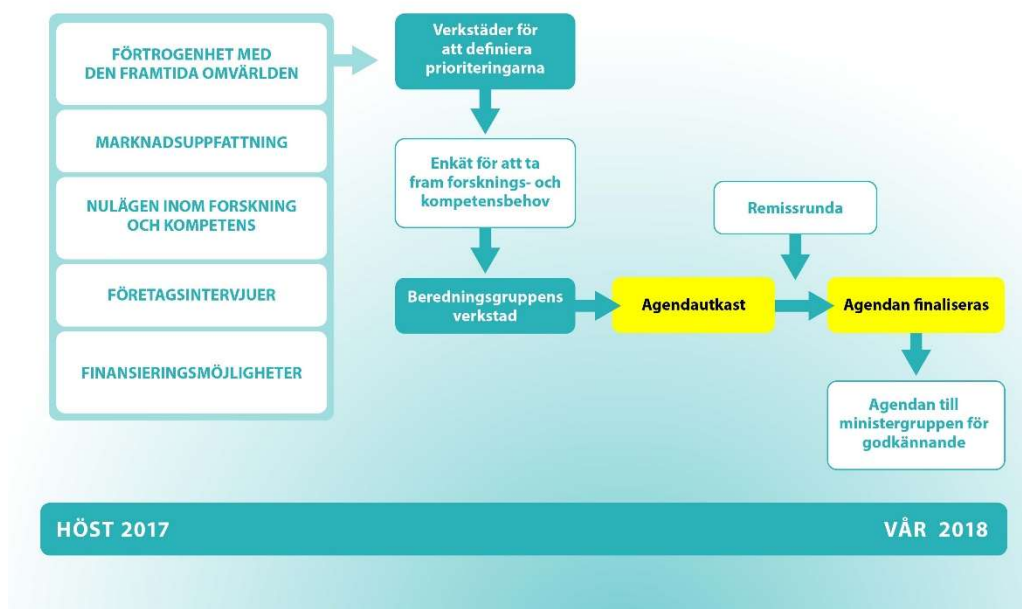 FÖRTROGENHET MED
DEN FRAMTIDA OMVÄRLDEN
MARKNADSUPPFATTNING
NULÄGEN INOM FORSKNING
OCH KOMPETENS
FÖRETAGSINTERVJUER
FINANSIERINGSMÖJLIGHETER
Verkstäder för
att definiera
prioriteringarna
Enkät för att ta
fram forsknings- och
kompetensbehov
Beredningsgruppens
verkstad
Agendautkast
Remissrunda
Agendan finaliseras
Agendan till
ministergruppen för
godkännande
HÖST 2017
VÅR 2018